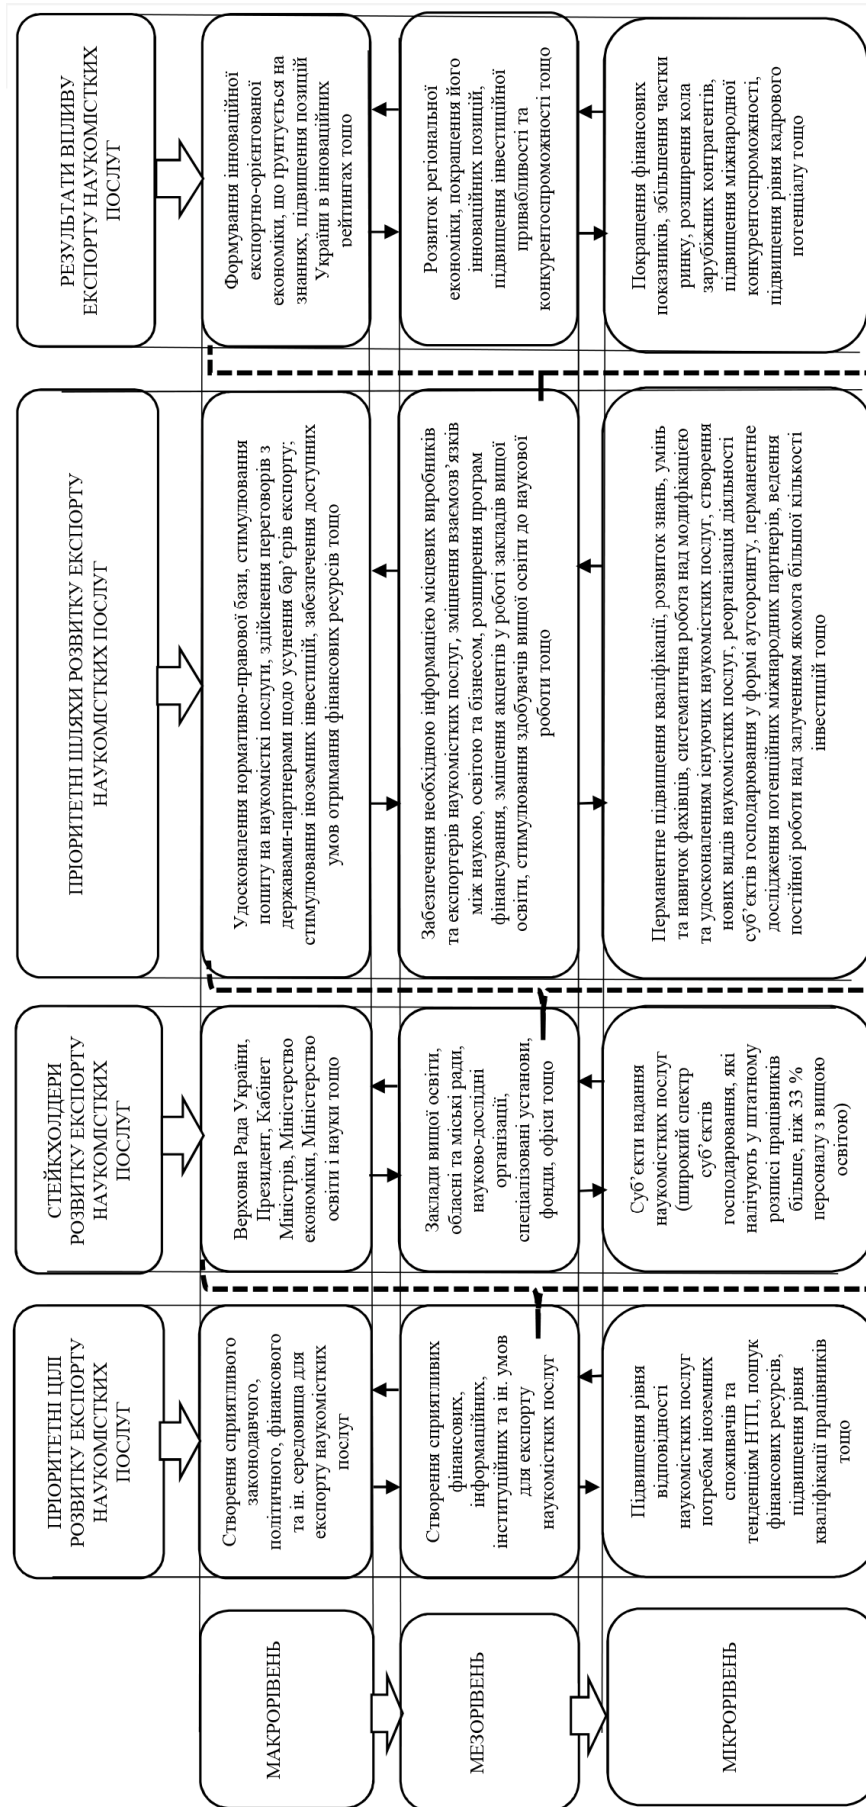 ПРІОРИТЕТНІ ЦІЛІ
РОЗВИТКУ ЕКСПОРТУ
НАУКОМІСТКИХ
ПОСЛУГ
СТЕЙКХОЛДЕРИ
РОЗВИТКУ ЕКСПОРТУ
НАУКОМІСТКИХ
ПОСЛУГ
ПРІОРИТЕТНІ ШЛЯХИ РОЗВИТКУ ЕКСПОРТУ
НАУКОМІСТКИХ ПОСЛУГ
РЕЗУЛЬТАТИ ВПЛИВУ
ЕКСПОРТУ НАУКОМІСТКИХ
ПОСЛУГ
МАКРОРІВЕНЬ
Створення сприятливого
законодавчого,
політичного, фінансового
та ін. середовища для
експорту наукомістких
послуг
Верховна Рада України,
Президент, Кабінет
Міністрів, Міністерство
економіки, Міністерство
освіти і науки тощо
Удосконалення нормативно-правової бази, стимулювання
попиту на наукомісткі послуги, здійснення переговорів з
державами-партнерами щодо усунення бар’єрів експорту;
стимулювання іноземних інвестицій, забезпечення доступних
умов отримання фінансових ресурсів тощо
Формування інноваційної
експортно-орієнтованої
економіки, що ґрунтується на
знаннях, підвищення позицій
України в інноваційних
рейтингах тошо
МЕЗОРІВЕНЬ
Створення сприятливих
фінансових,
інформаційних,
інституційних та ін. умов
для експорту
наукомістких послуг
Заклади вищої освіти,
обласні та міські ради,
науково-дослідні
організації,
спеціалізовані установи,
фонди, офіси тощо
Забезпечення необхідною інформацією місцевих виробників
та експортерів наукомістких послуг, зміцнення взаємозв’язків
між наукою, освітою та бізнесом, розширення програм
фінансування, зміщення акцентів у роботі закладів вищої
освіти, стимулювання здобувачів вищої освіти до наукової
роботи тощо
Розвиток регіональної
економіки, покращення його
інноваційних позицій,
підвищення інвестиційної
привабливості та
конкурентоспроможності тощо
МІКРОРІВЕНЬ
Підвищення рівня
відповідності
наукомістких послуг
потребам іноземних
споживачів та
тенденціям НТП, пошук
фінансових ресурсів,
підвищення рівня
кваліфікації працівників
тощо
Суб’єкти надання
наукомістких послуг
(широкий спектр
суб’єктів
господарювання, які
налічують у штатному
розписі працівників
більше, ніж 33 %
персоналу з вищою
освітою)
Перманентне підвищення кваліфікації, розвиток знань, умінь
та навичок фахівців, систематична робота над модифікацією
та удосконаленням існуючих наукомістких послуг, створення
нових видів наукомістких послуг, реорганізація діяльності
суб’єктів господарювання у формі аутсорсингу, перманентне
дослідження потенційних міжнародних партнерів, ведення
постійної роботи над залученням якомога більшої кількості
інвестицій тощо
Покращення фінансових
показників, збільшення частки
ринку, розширення кола
зарубіжних контрагентів,
підвищення міжнародної
конкурентоспроможності,
підвищення рівня кадрового
потенціалу тощо